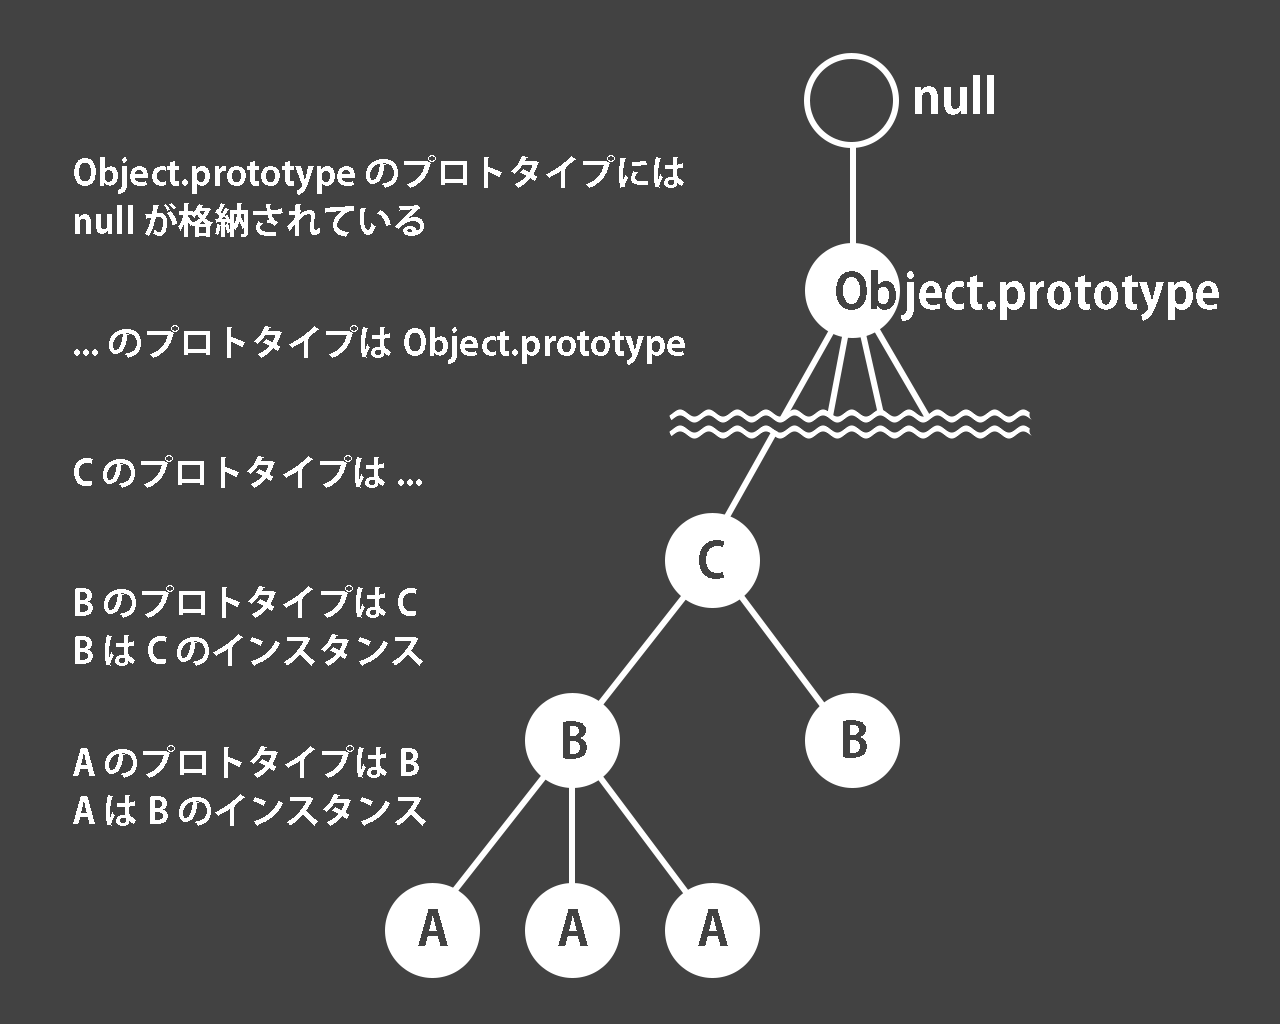 null
Object.prototype のプロトタイプには
null が格納されている
Object.prototype
... のプロトタイプは Object.prototype
C のプロトタイプは ...
C
B のプロトタイプは C
B は C のインスタンス
B
B
A のプロトタイプは B
A は B のインスタンス
A
A
A